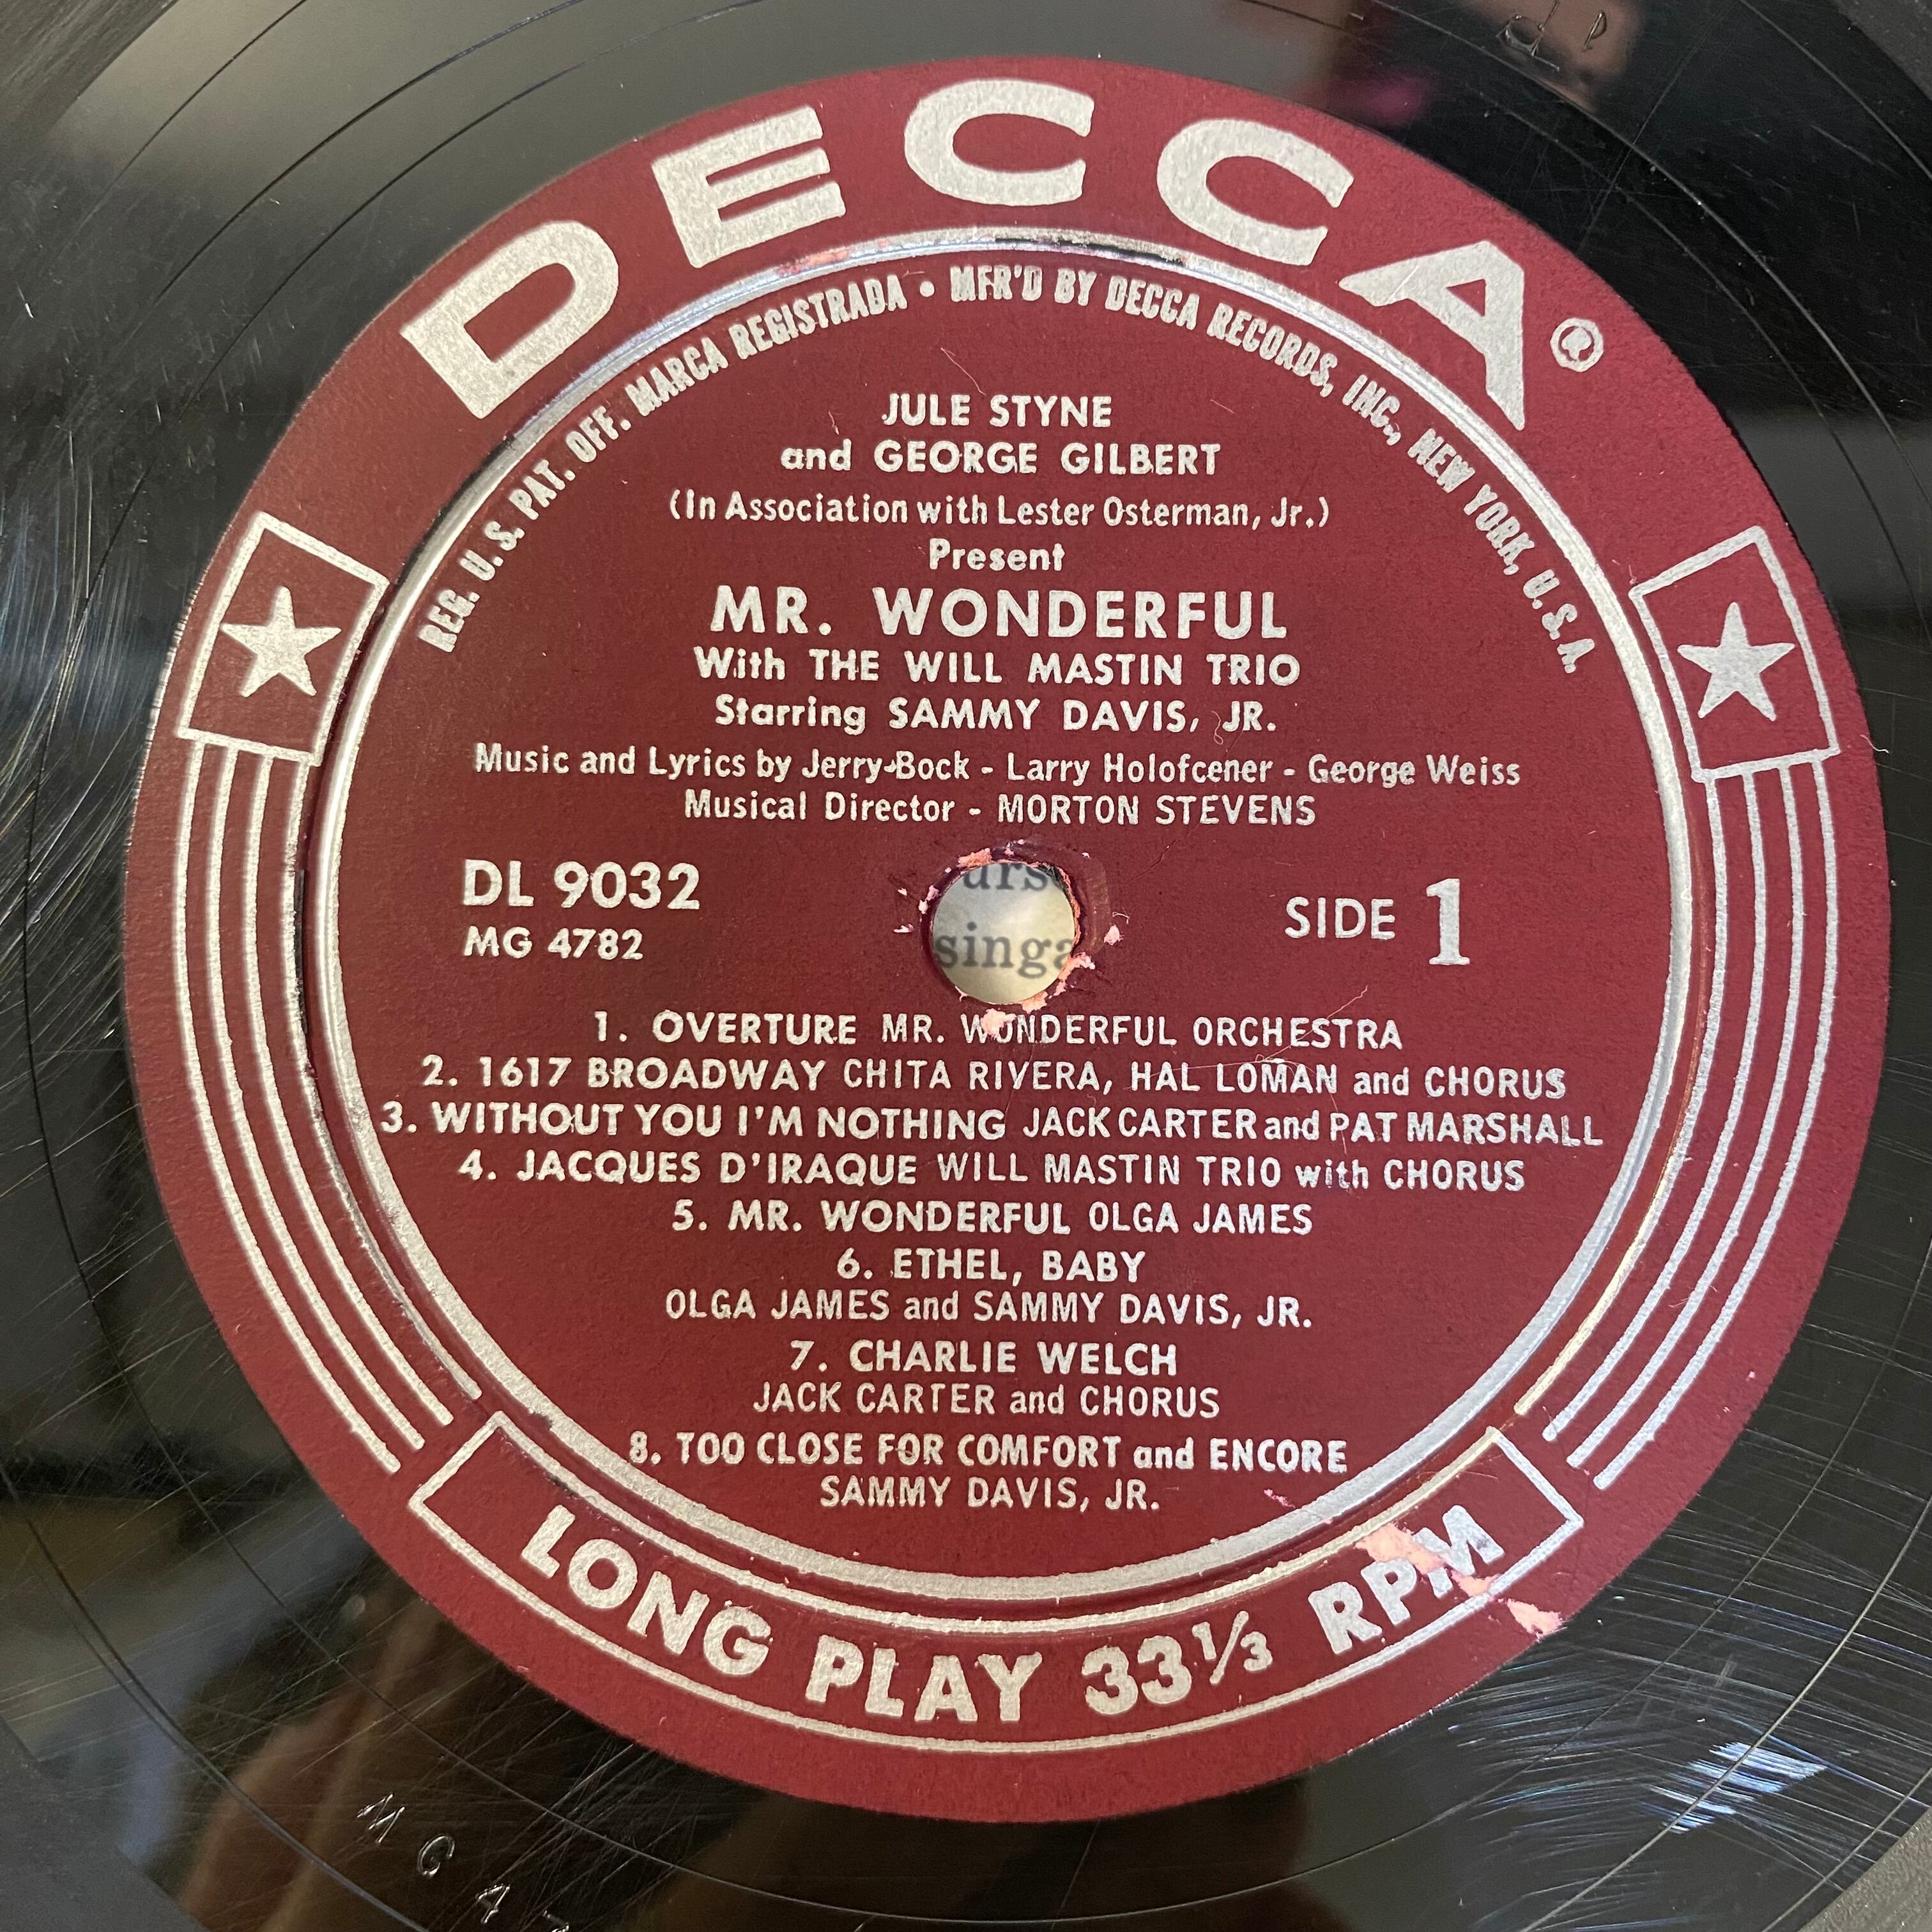 DECCA®
REG. U. S. PAT. OFF. MARCA REGISTRADA • MFR'D BY DECCA RECORDS, INC., NEW YORK, U. S. A.
JULE STYNE
and GEORGE GILBERT
(In Association with Lester Osterman, Jr.)
Present
MR. WONDERFUL
With THE WILL MASTIN TRIO
Starring SAMMY DAVIS, JR.
Music and Lyrics by Jerry Bock - Larry Holofcener - George Weiss
Musical Director - MORTON STEVENS
DL 9032
MG 4782
SIDE 1
1. OVERTURE MR. WONDERFUL ORCHESTRA
2. 1617 BROADWAY CHITA RIVERA, HAL LOMAN and CHORUS
3. WITHOUT YOU I'M NOTHING JACK CARTER and PAT MARSHALL
4. JACQUES D'IRAQUE WILL MASTIN TRIO with CHORUS
5. MR. WONDERFUL OLGA JAMES
6. ETHEL, BABY
OLGA JAMES and SAMMY DAVIS, JR.
7. CHARLIE WELCH
JACK CARTER and CHORUS
8. TOO CLOSE FOR COMFORT and ENCORE
SAMMY DAVIS, JR.
LONG PLAY 33⅓ RPM